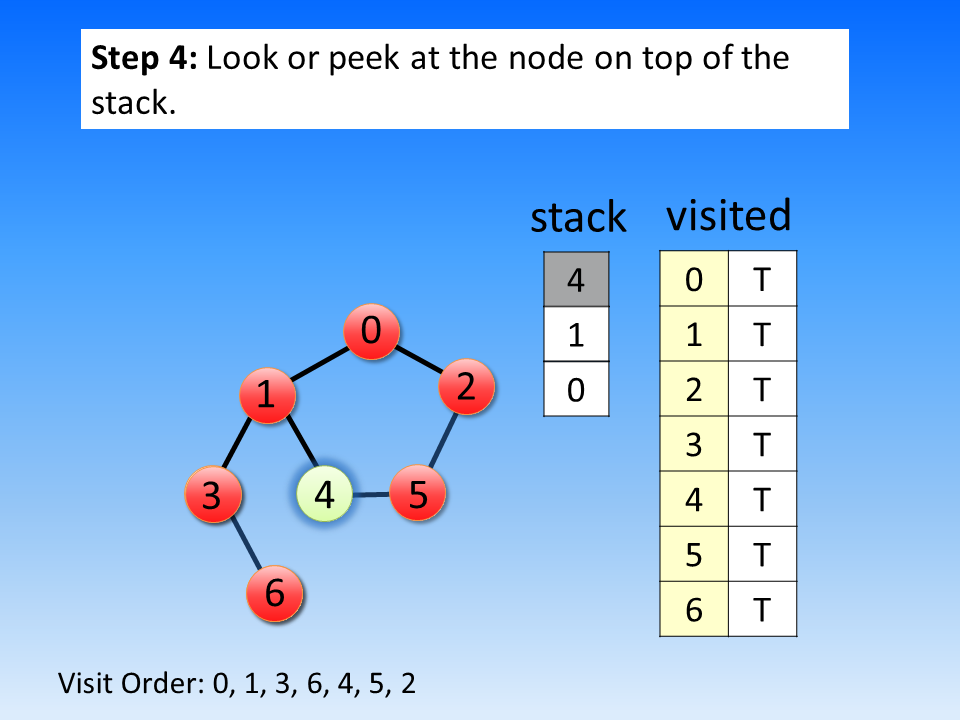 Step 4: Look or peek at the node on top of the
stack.
stack visited
4
1
0
0 T
1 T
2 T
3 T
4 T
5 T
6 T
0
1
2
3
4
5
6
Visit Order: 0, 1, 3, 6, 4, 5, 2